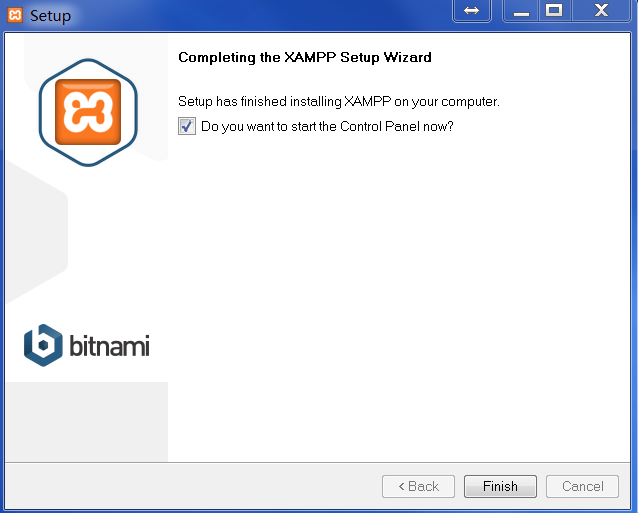 Setup
Completing the XAMPP Setup Wizard
Setup has finished installing XAMPP on your computer.
Do you want to start the Control Panel now?
bitnami
< Back
Finish
Cancel